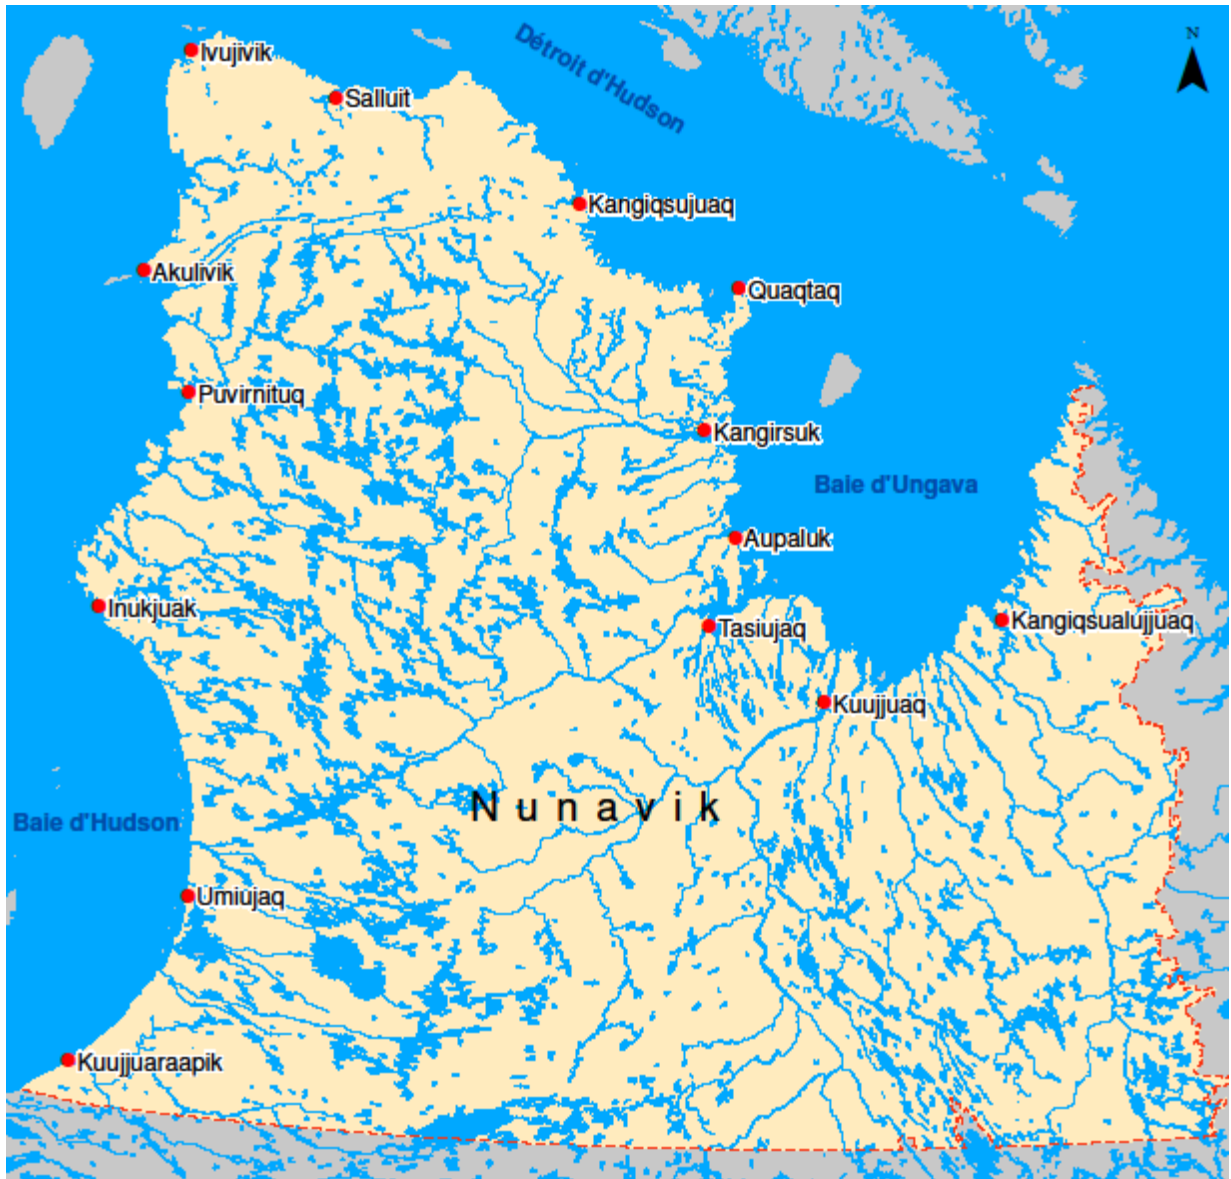 N
Ivujivik
Détroit d'Hudson
Salluit
Kangiqsujuaq
Akulivik
Quaqtaq
Puvirnituq
Kangirsuk
Baie d'Ungava
Aupaluk
Inukjuak
Tasiujaq
Kangiqsualujjuaq
Kuujjuaq
Nunavik
Baie d'Hudson
Umiujaq
Kuujjuaraapik